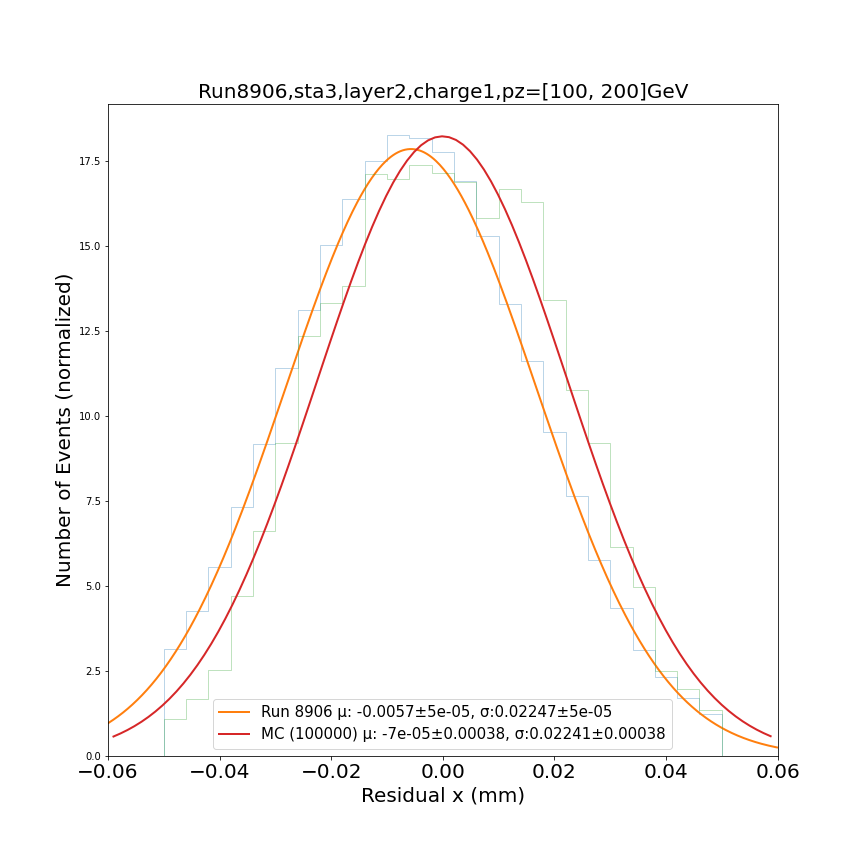 Run8906,sta3,layer2,charge1,pz=[100, 200]GeV
Number of Events (normalized)
17.5
15.0
12.5
10.0
7.5
5.0
2.5
0.0
Run 8906 μ: -0.0057±5e-05, σ:0.02247±5e-05
MC (100000) μ: -7e-05±0.00038, σ:0.02241±0.00038
−0.06 −0.04 −0.02 0.00 0.02 0.04 0.06
Residual x (mm)